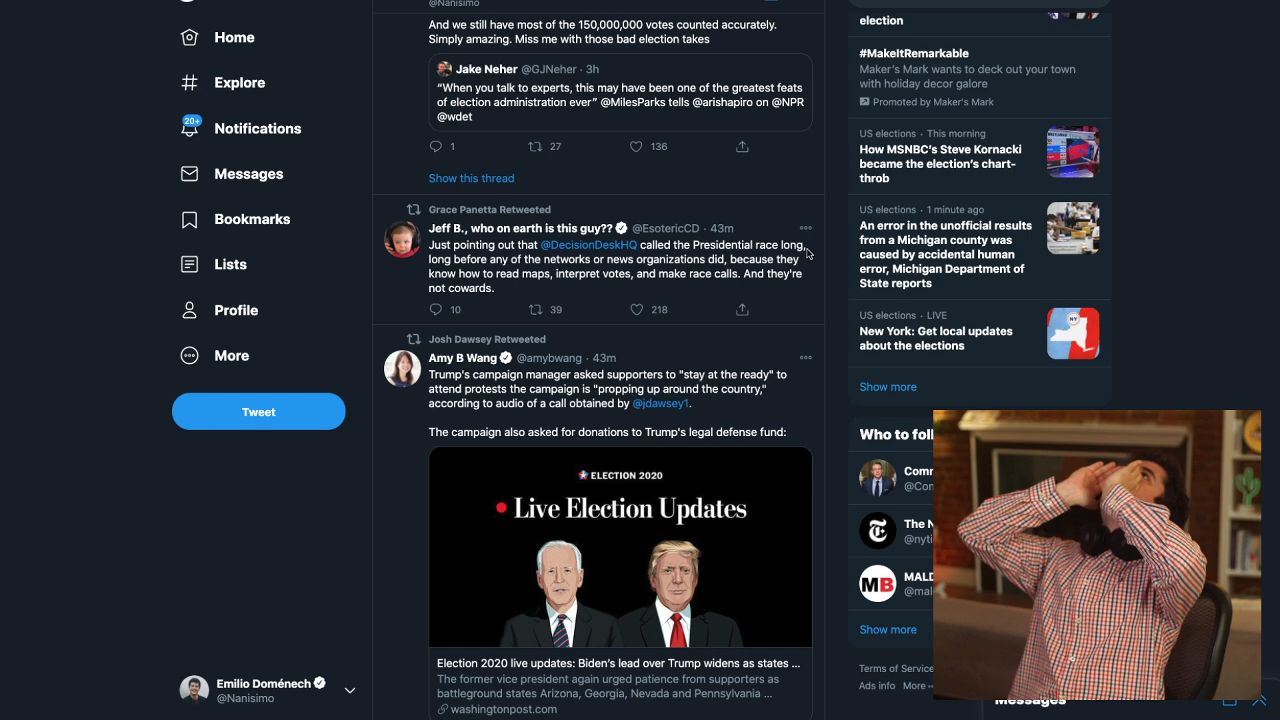 Home
Explore
20+
Notifications
Messages
Bookmarks
Lists
Profile
More
Tweet
Emilio Doménech
@Nanisimo
@Nanisimo
And we still have most of the 150,000,000 votes counted accurately.
Simply amazing. Miss me with those bad election takes
Jake Neher @GJNeher · 3h
“When you talk to experts, this may have been one of the greatest feats
of election administration ever” @MilesParks tells @arishapiro on @NPR
@wdet
1 27 136
Show this thread
Grace Panetta Retweeted
Jeff B., who on earth is this guy?? @EsotericCD · 43m
Just pointing out that @DecisionDeskHQ called the Presidential race long,
long before any of the networks or news organizations did, because they
know how to read maps, interpret votes, and make race calls. And they're
not cowards.
10 39 218
Josh Dawsey Retweeted
Amy B Wang @amybwang · 43m
Trump's campaign manager asked supporters to "stay at the ready" to
attend protests the campaign is "propping up around the country,"
according to audio of a call obtained by @jdawsey1.
The campaign also asked for donations to Trump's legal defense fund:
ELECTION 2020
Live Election Updates
Election 2020 live updates: Biden’s lead over Trump widens as states ...
The former vice president again urged patience from supporters as
battleground states Arizona, Georgia, Nevada and Pennsylvania ...
washingtonpost.com
election
#MakeItRemarkable
Maker’s Mark wants to deck out your town
with holiday decor galore
Promoted by Maker's Mark
US elections · This morning
How MSNBC’s Steve Kornacki
became the election’s chart-
throb
US elections · 1 minute ago
An error in the unofficial results
from a Michigan county was
caused by accidental human
error, Michigan Department of
State reports
US elections · LIVE
New York: Get local updates
about the elections
NY
Show more
Who to foll
Comm
@Con
The N
@nyti
MB
MALD
@mal
Show more
Terms of Service
Ads info More
Messages